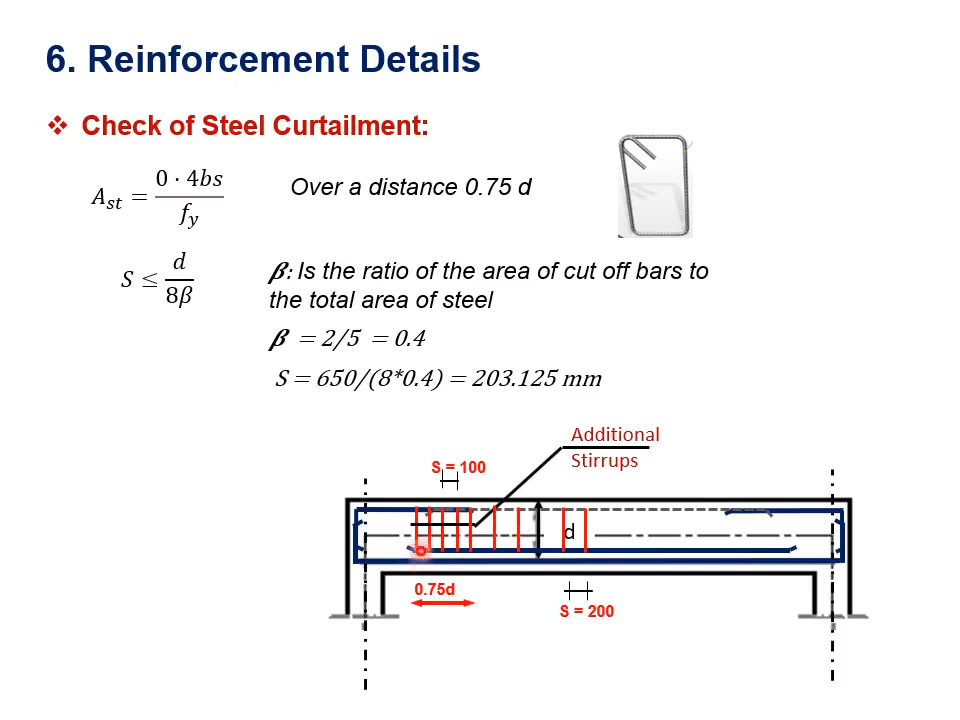 6. Reinforcement Details
❖ Check of Steel Curtailment:
A_st = 0·4bs / f_y
Over a distance 0.75 d
S ≤ d / 8β
β: Is the ratio of the area of cut off bars to
the total area of steel
β = 2/5 = 0.4
S = 650/(8*0.4) = 203.125 mm
Additional
Stirrups
S = 100
d
0.75d
S = 200